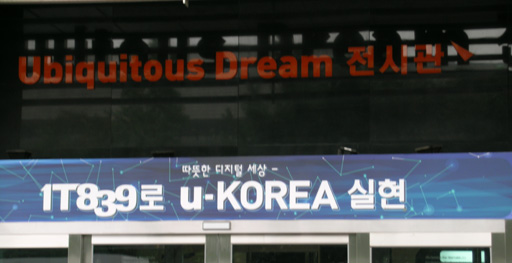 Ubiquitous Dream 전시관
따뜻한 디지털 세상 -
IT839로 u-KOREA 실현